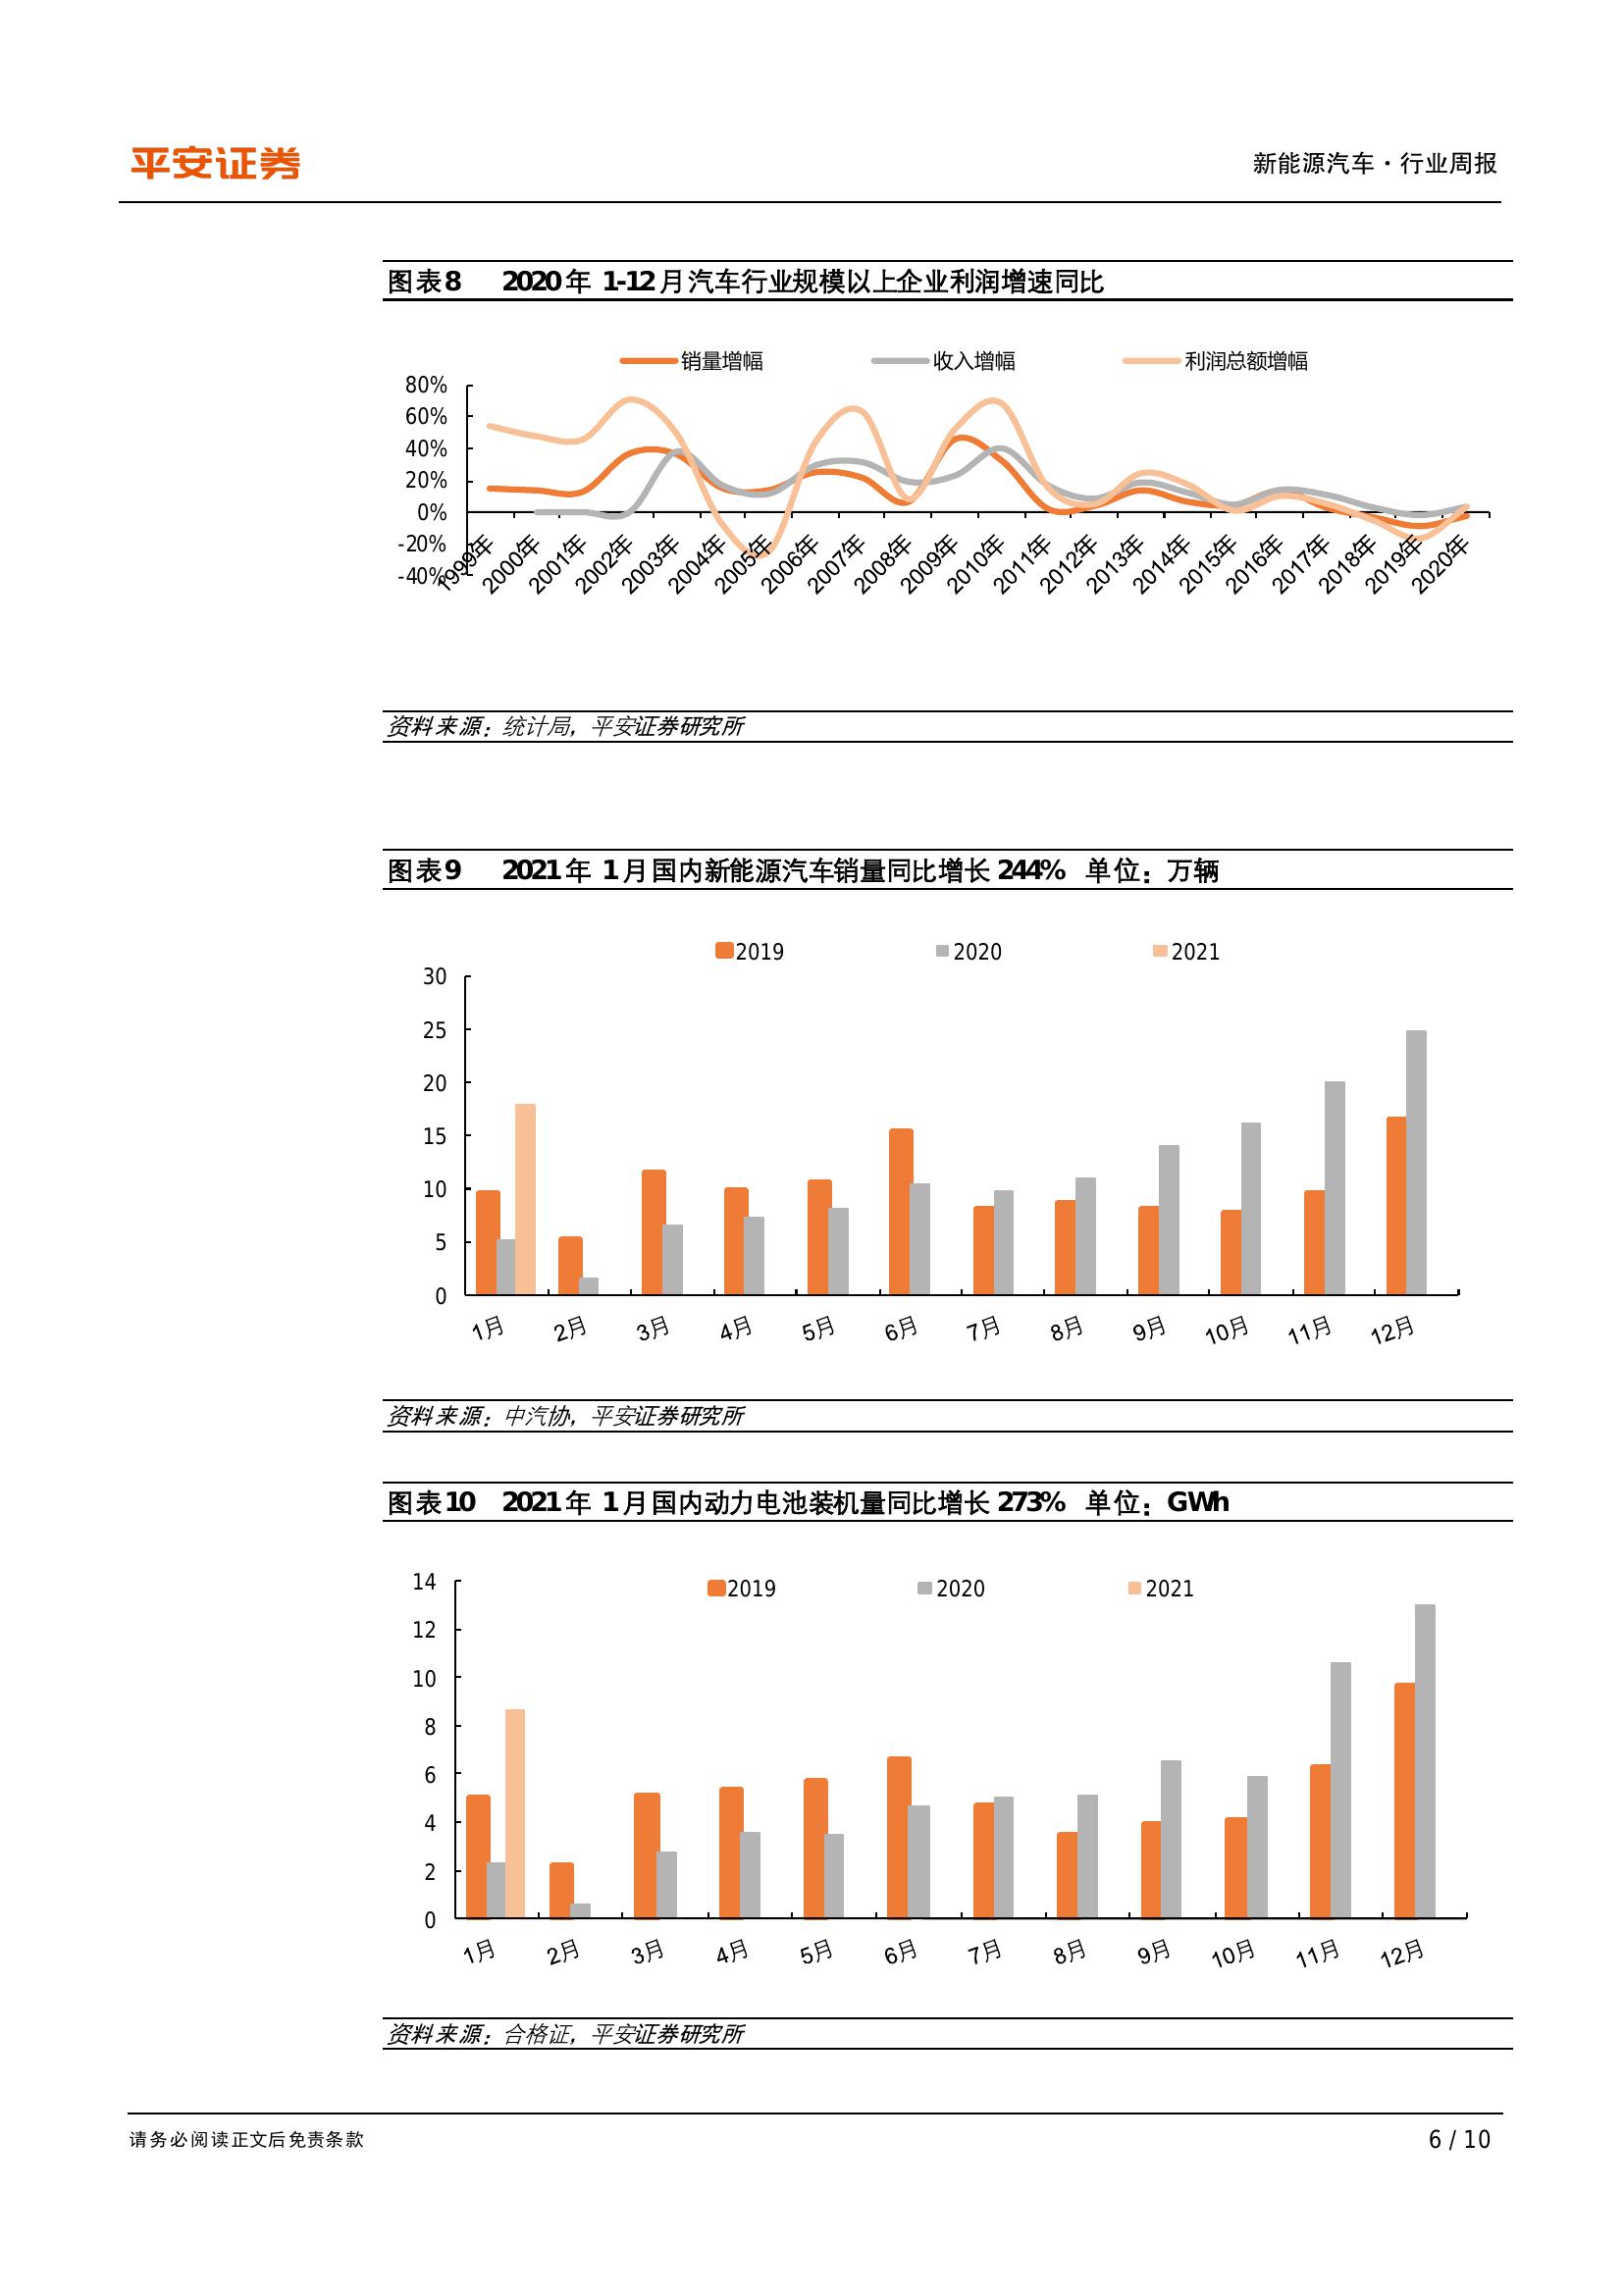 平安证券
新能源汽车·行业周报
图表8 2020年 1-12月汽车行业规模以上企业利润增速同比
销量增幅 收入增幅 利润总额增幅
80%
60%
40%
20%
0%
-20%
-40%
1999年 2000年 2001年 2002年 2003年 2004年 2005年 2006年 2007年 2008年 2009年 2010年 2011年 2012年 2013年 2014年 2015年 2016年 2017年 2018年 2019年 2020年
资料来源：统计局，平安证券研究所
图表9 2021年 1月国内新能源汽车销量同比增长 244% 单位：万辆
2019 2020 2021
30
25
20
15
10
5
0
1月 2月 3月 4月 5月 6月 7月 8月 9月 10月 11月 12月
资料来源：中汽协，平安证券研究所
图表10 2021年 1月国内动力电池装机量同比增长 273% 单位：GWh
2019 2020 2021
14
12
10
8
6
4
2
0
1月 2月 3月 4月 5月 6月 7月 8月 9月 10月 11月 12月
资料来源：合格证，平安证券研究所
请务必阅读正文后免责条款
6 / 10